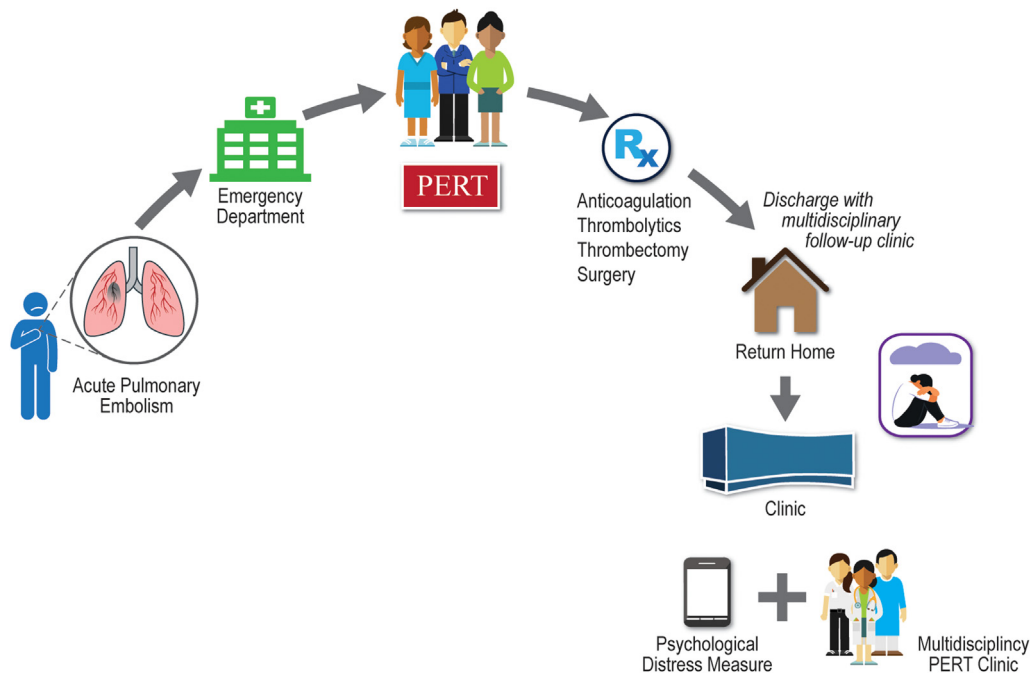 Acute Pulmonary
Embolism
Emergency
Department
PERT
Rx
Anticoagulation
Thrombolytics
Thrombectomy
Surgery
Discharge with
multidisciplinary
follow-up clinic
Return Home
Clinic
Psychological
Distress Measure
Multidisciplincy
PERT Clinic